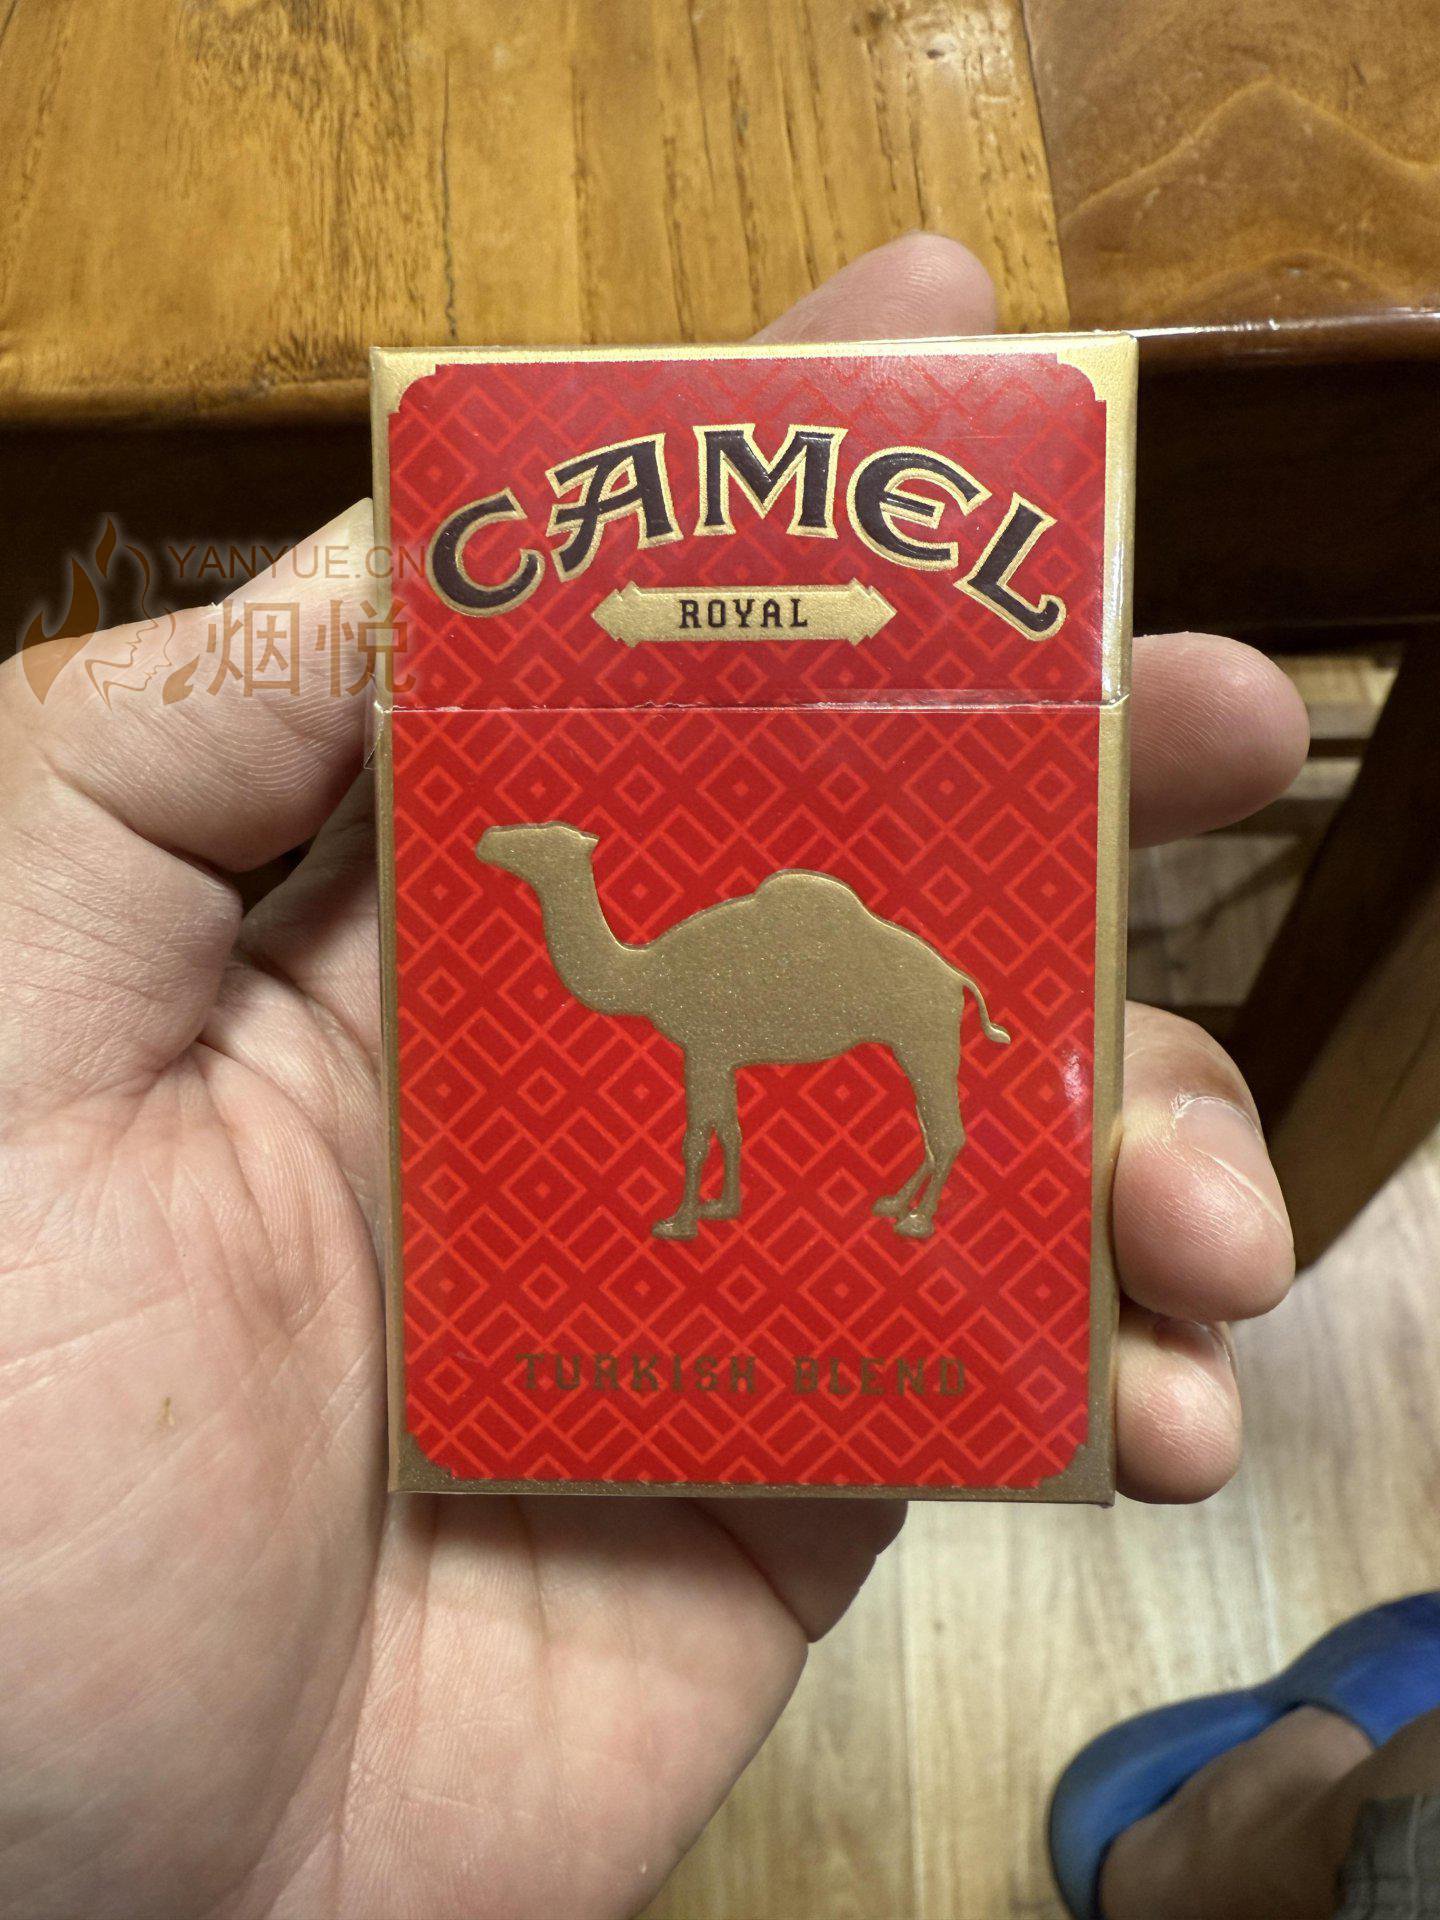 CAMEL
ROYAL
YANYUE.CN
烟悦
TURKISH BLEND